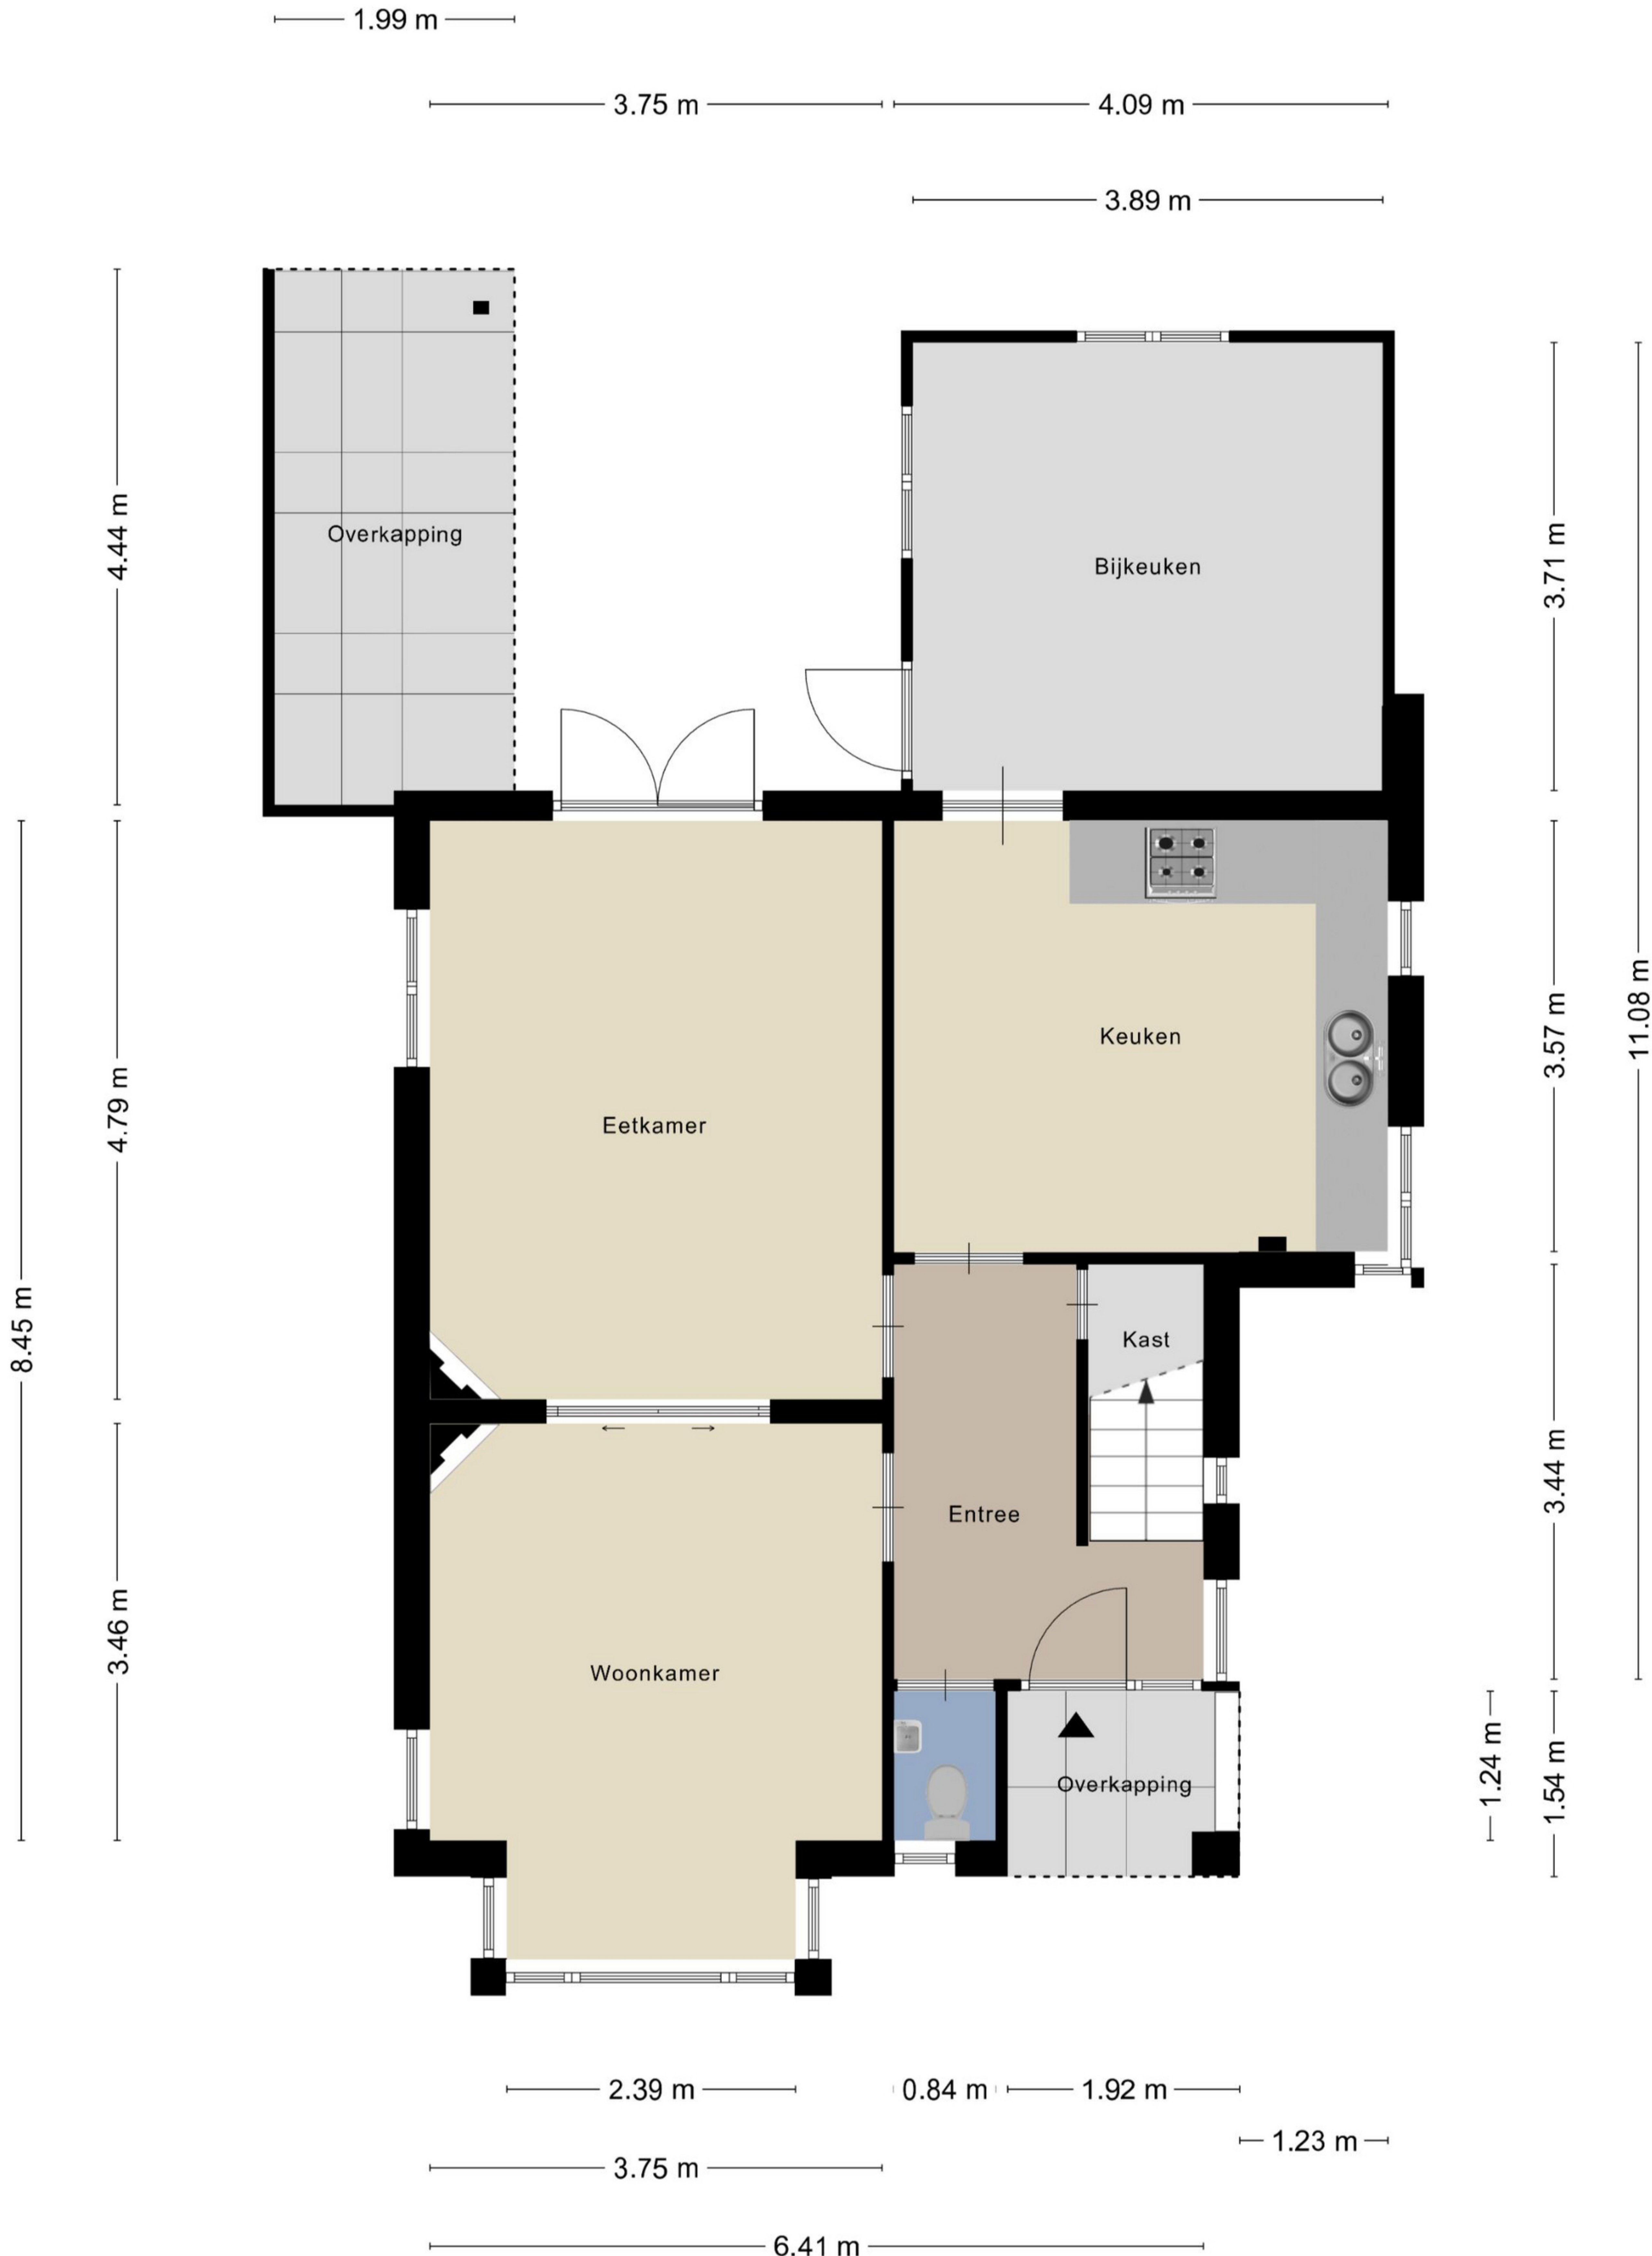 1.99 m
3.75 m
4.09 m
3.89 m
4.44 m
Overkapping
Bijkeuken
3.71 m
11.08 m
8.45 m
4.79 m
Eetkamer
Keuken
3.57 m
Kast
3.44 m
Entree
3.46 m
Woonkamer
Overkapping
1.24 m
1.54 m
2.39 m
0.84 m
1.92 m
1.23 m
3.75 m
6.41 m